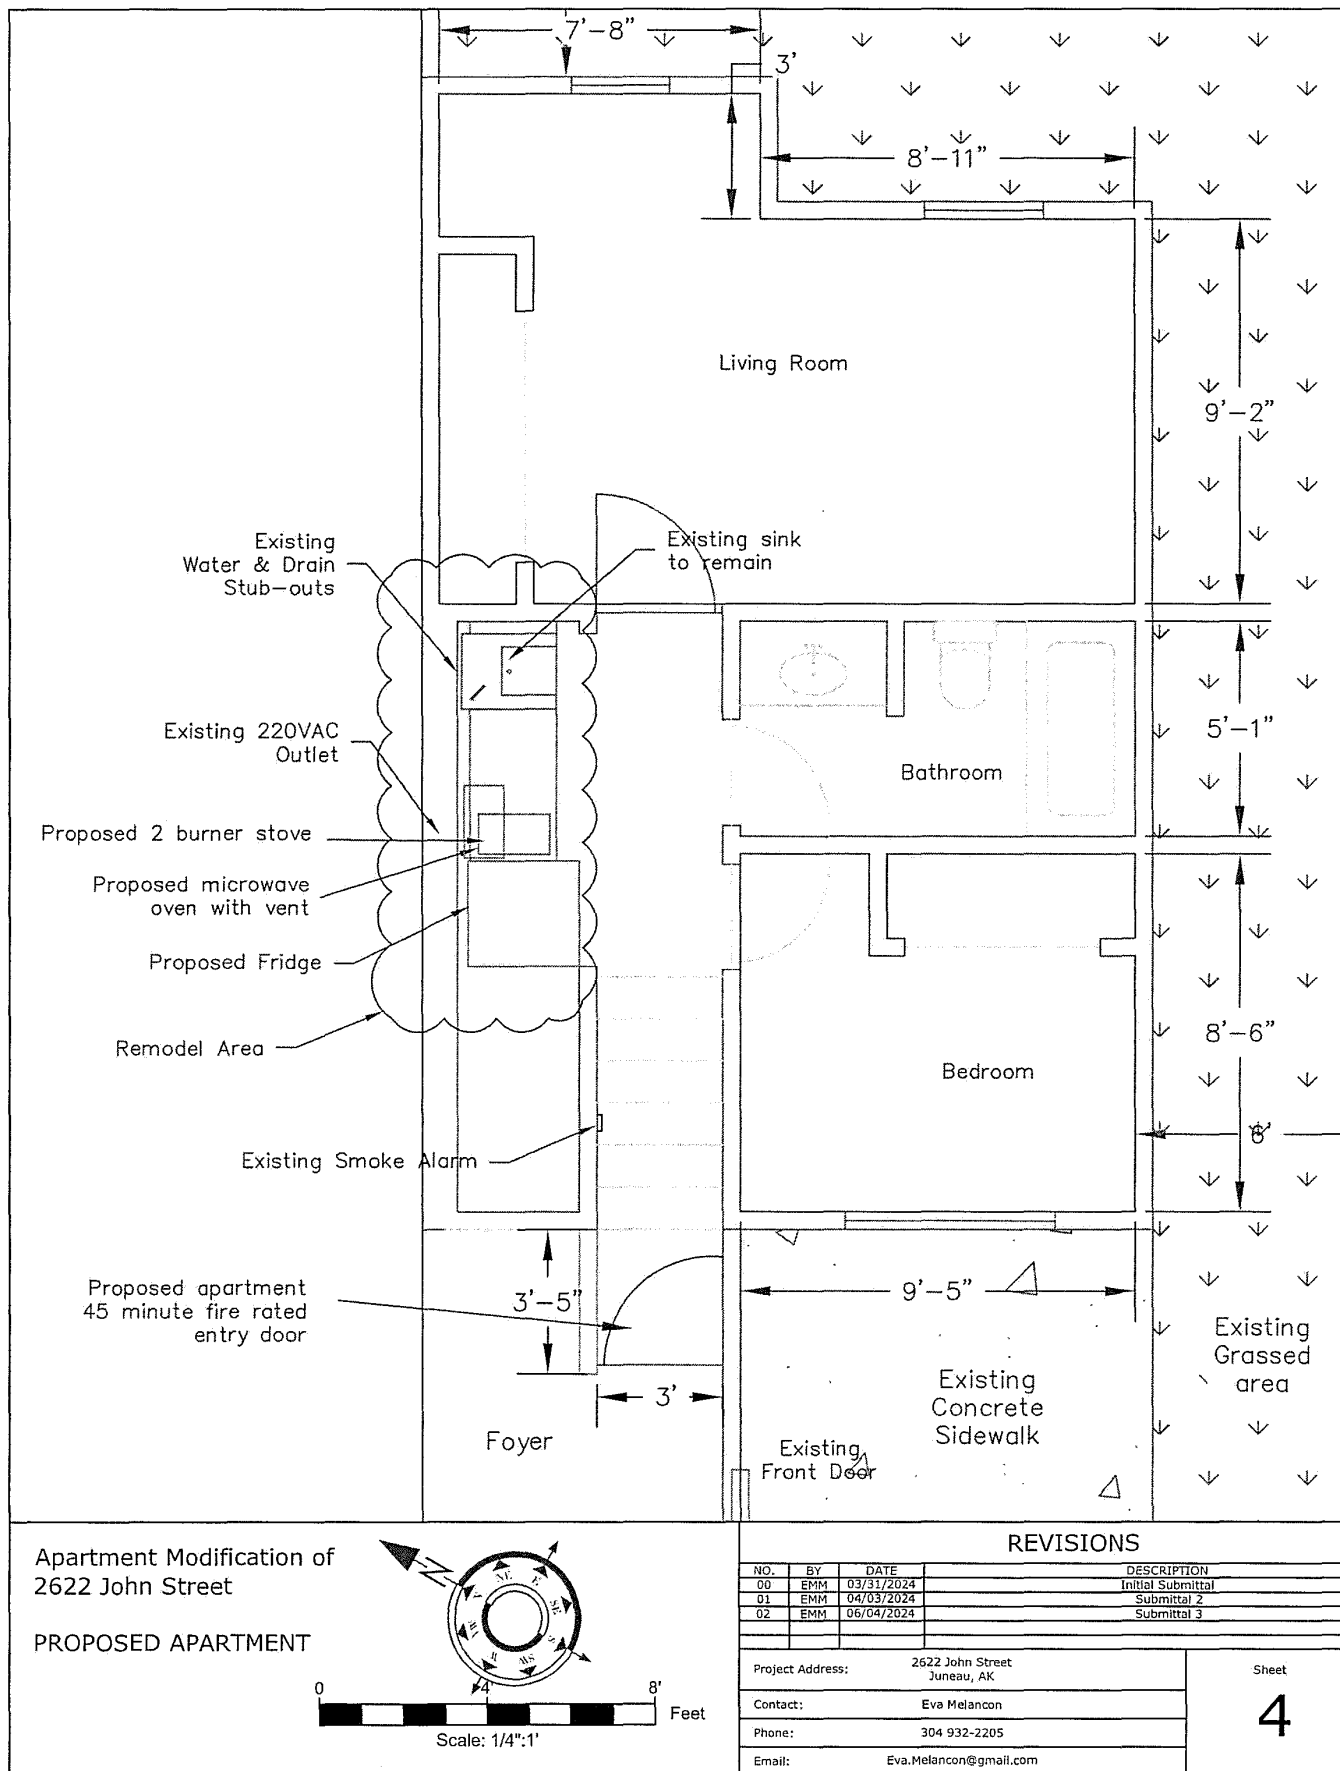 7'-8"
3'
8'-11"
Living Room
9'-2"
Existing
Water & Drain
Stub-outs
Existing sink
to remain
Existing 220VAC
Outlet
5'-1"
Bathroom
Proposed 2 burner stove
Proposed microwave
oven with vent
Proposed Fridge
Remodel Area
8'-6"
Bedroom
6'
Existing Smoke Alarm
Proposed apartment
45 minute fire rated
entry door
3'-5"
9'-5"
Existing
Grassed
area
3'
Existing
Concrete
Sidewalk
Foyer
Existing
Front Door
Apartment Modification of
2622 John Street
PROPOSED APARTMENT
N
N NE E SE S SW W NW
0 4' 8'
Feet
Scale: 1/4":1'
REVISIONS
NO. BY DATE DESCRIPTION
00 EMM 03/31/2024 Initial Submittal
01 EMM 04/03/2024 Submittal 2
02 EMM 06/04/2024 Submittal 3
Project Address: 2622 John Street
Juneau, AK
Contact: Eva Melancon
Phone: 304 932-2205
Email: Eva.Melancon@gmail.com
Sheet
4